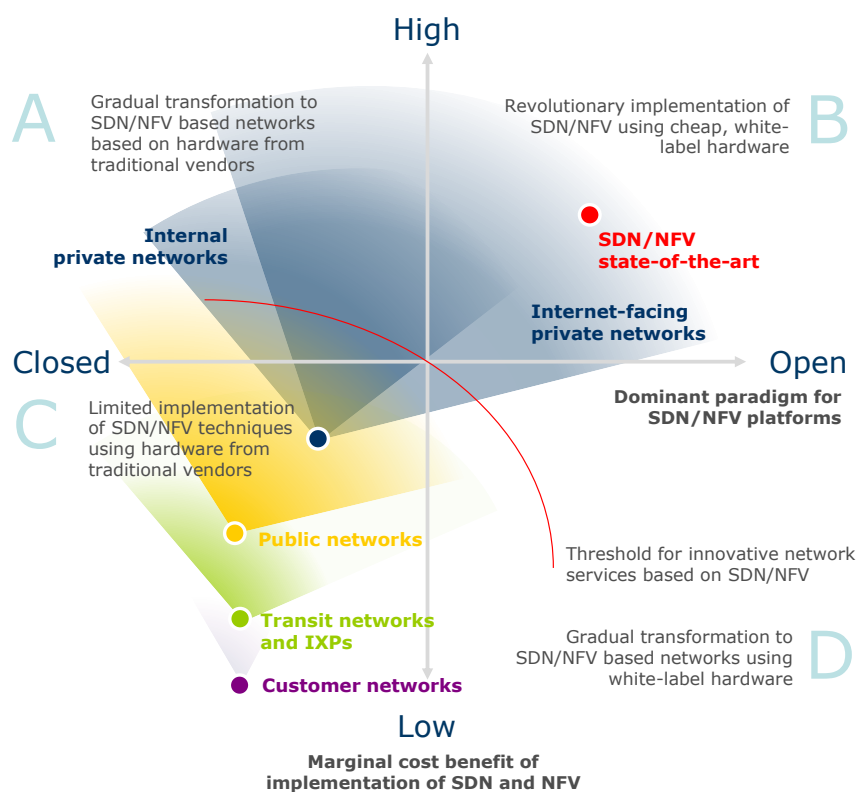 High
A
Gradual transformation to
SDN/NFV based networks
based on hardware from
traditional vendors
B
Revolutionary implementation of
SDN/NFV using cheap, white-
label hardware
Internal
private networks
SDN/NFV
state-of-the-art
Internet-facing
private networks
Closed
Open
Dominant paradigm for
SDN/NFV platforms
C
Limited implementation
of SDN/NFV techniques
using hardware from
traditional vendors
Public networks
Threshold for innovative network
services based on SDN/NFV
Transit networks
and IXPs
D
Gradual transformation to
SDN/NFV based networks using
white-label hardware
Customer networks
Low
Marginal cost benefit of
implementation of SDN and NFV